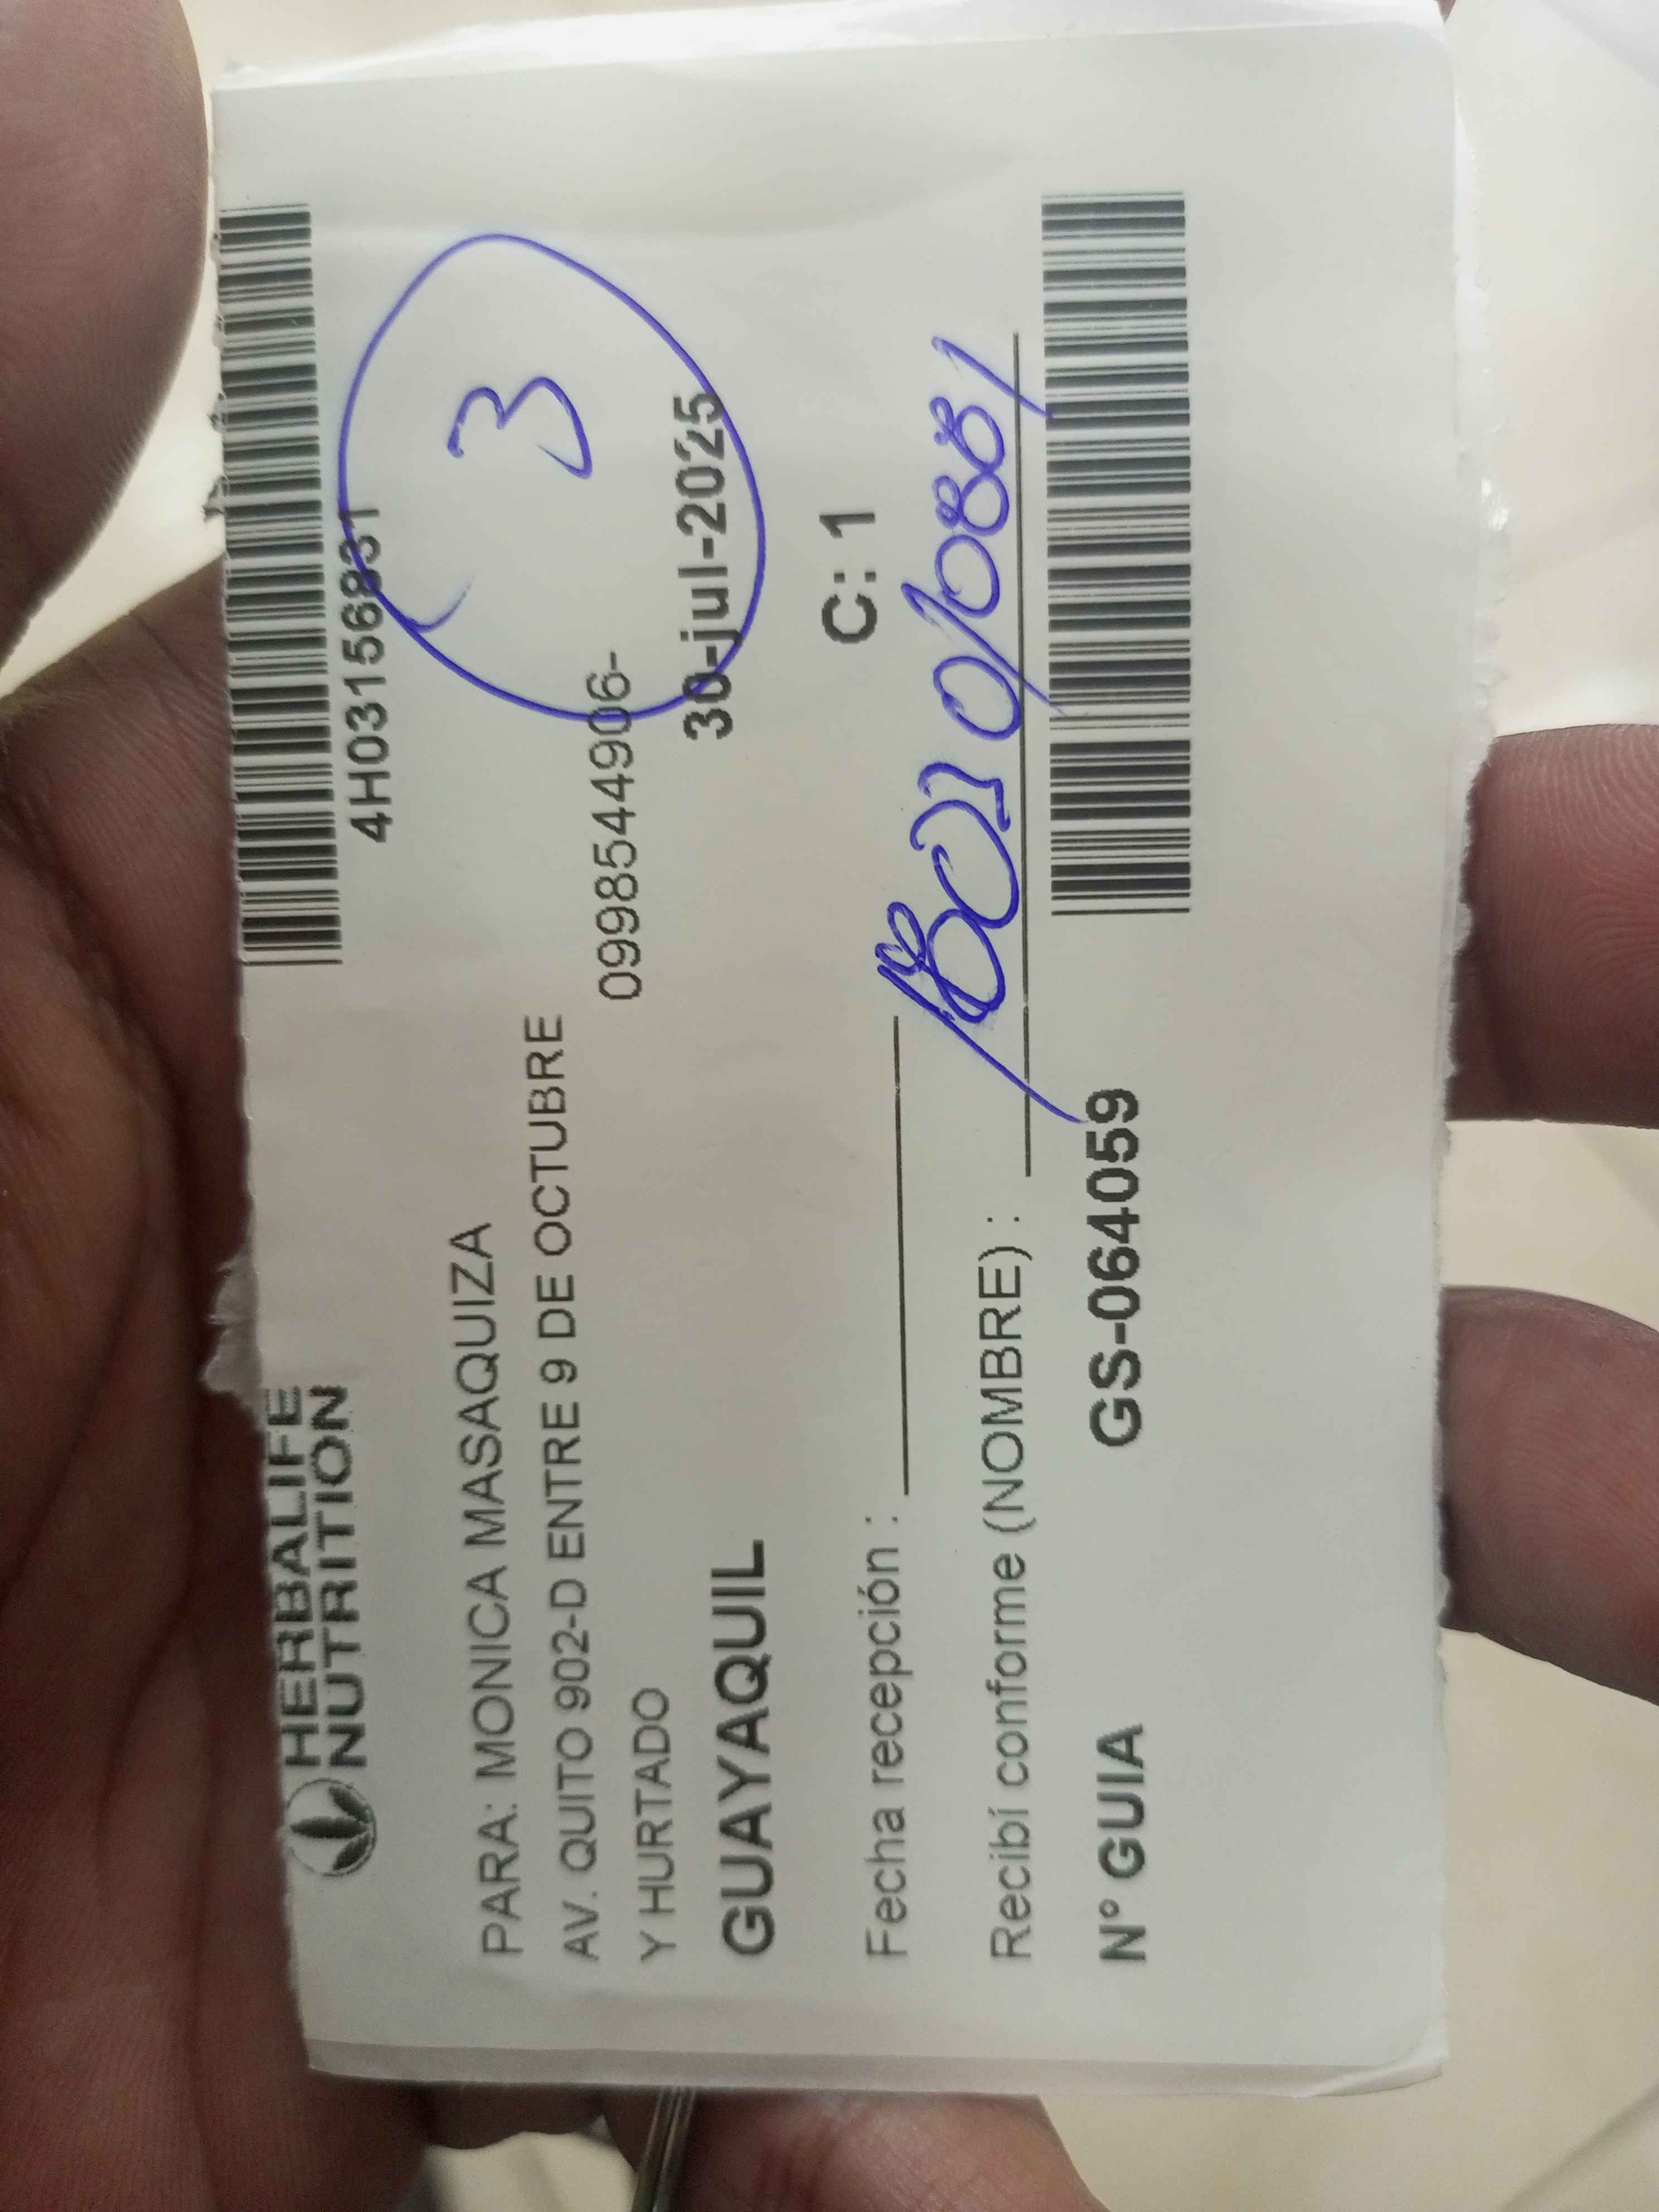 HERBALIFE
NUTRITION
4H03156831
3
PARA: MONICA MASAQUIZA
AV. QUITO 902-D ENTRE 9 DE OCTUBRE
Y HURTADO
0998544906-
GUAYAQUIL
30-jul-2025
Fecha recepción :
C: 1
Recibí conforme (NOMBRE) :
Nº GUIA
GS-064059